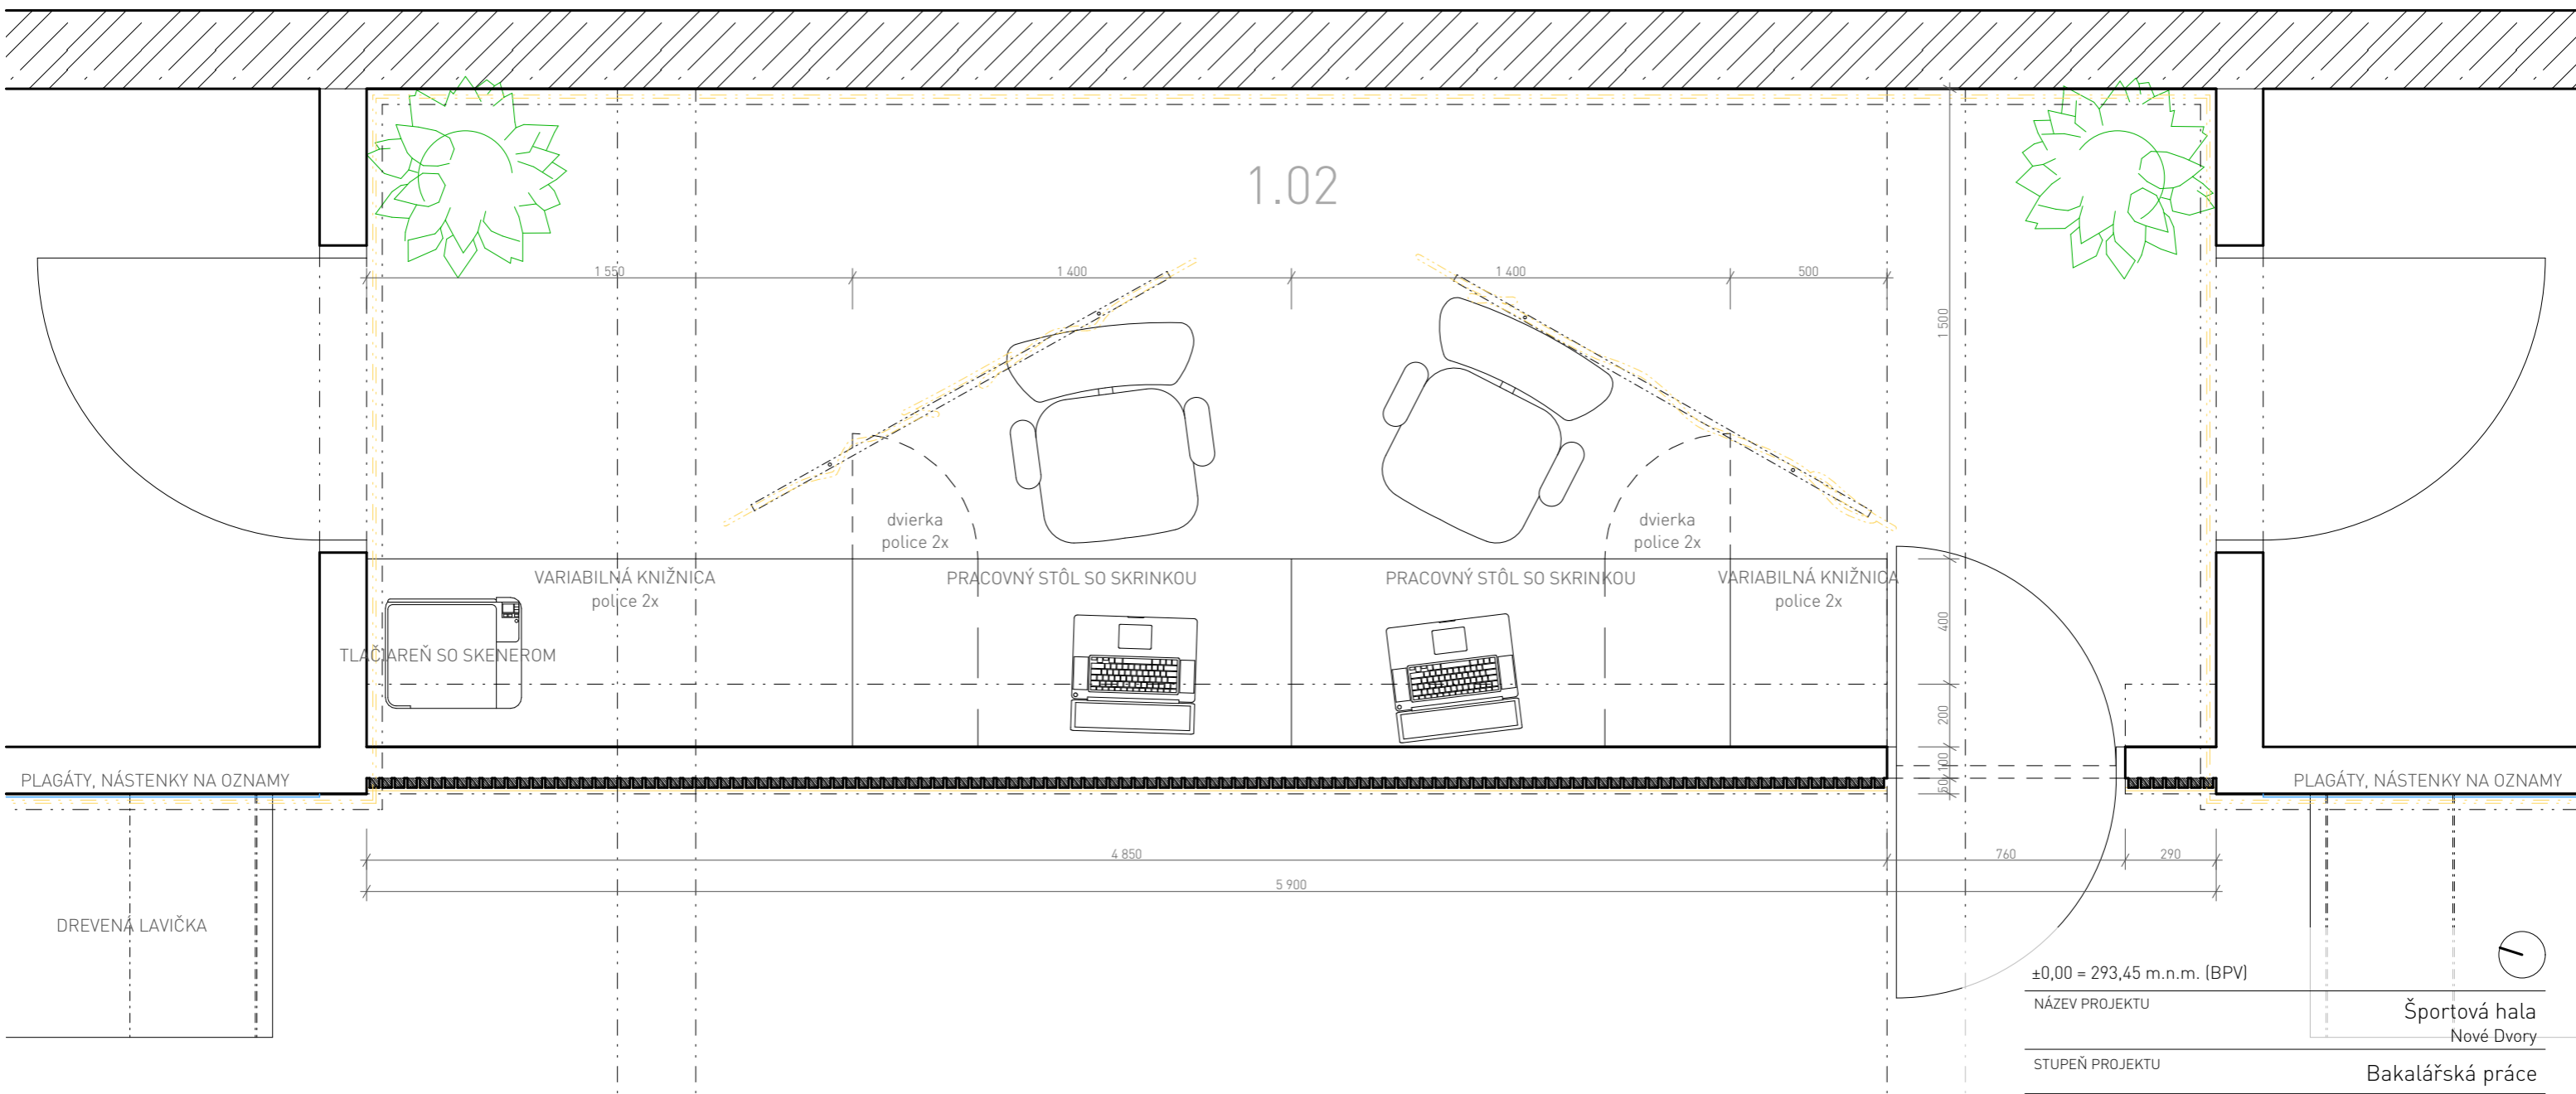 1.02
1 550
1 400
1 400
500
1 500
dvierka
police 2x
dvierka
police 2x
VARIABILNÁ KNIŽNICA
police 2x
PRACOVNÝ STÔL SO SKRINKOU
PRACOVNÝ STÔL SO SKRINKOU
VARIABILNÁ KNIŽNICA
police 2x
TLAČIAREŇ SO SKENEROM
400
200
100
50
PLAGÁTY, NÁSTENKY NA OZNAMY
PLAGÁTY, NÁSTENKY NA OZNAMY
4 850
760
290
5 900
DREVENÁ LAVIČKA
±0,00 = 293,45 m.n.m. (BPV)
NÁZEV PROJEKTU
Športová hala
Nové Dvory
STUPEŇ PROJEKTU
Bakalářská práce